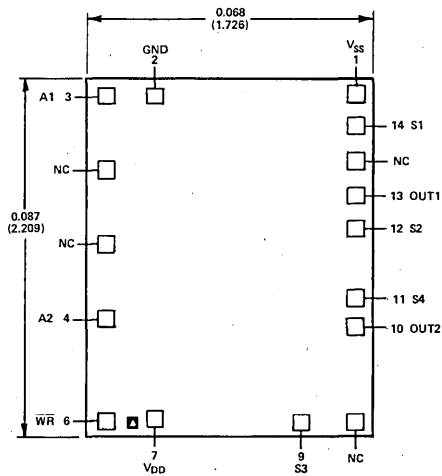 0.068
(1.726)
GND
2
VSS
1
A1 3
14 S1
NC
NC
13 OUT1
0.087
(2.209)
12 S2
NC
11 S4
A2 4
10 OUT2
WR 6
7
VDD
9
S3
NC